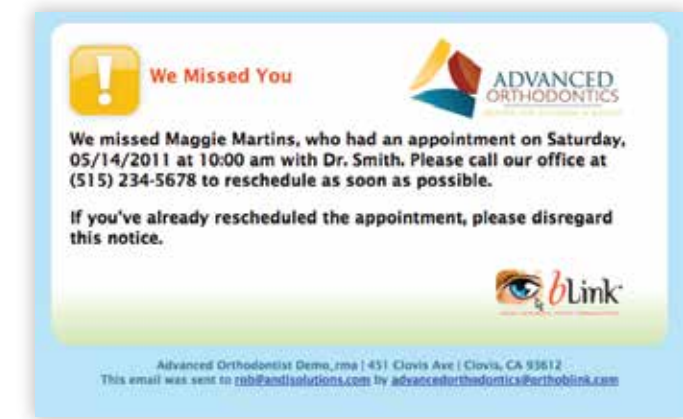 We Missed You
ADVANCED
ORTHODONTICS
We missed Maggie Martins, who had an appointment on Saturday,
05/14/2011 at 10:00 am with Dr. Smith. Please call our office at
(515) 234-5678 to reschedule as soon as possible.
If you've already rescheduled the appointment, please disregard
this notice.
bLink
Advanced Orthodontist Demo_rma | 451 Clovis Ave | Clovis, CA 93612
This email was sent to rob@andisolutions.com by advancedorthodontics@orthoblink.com